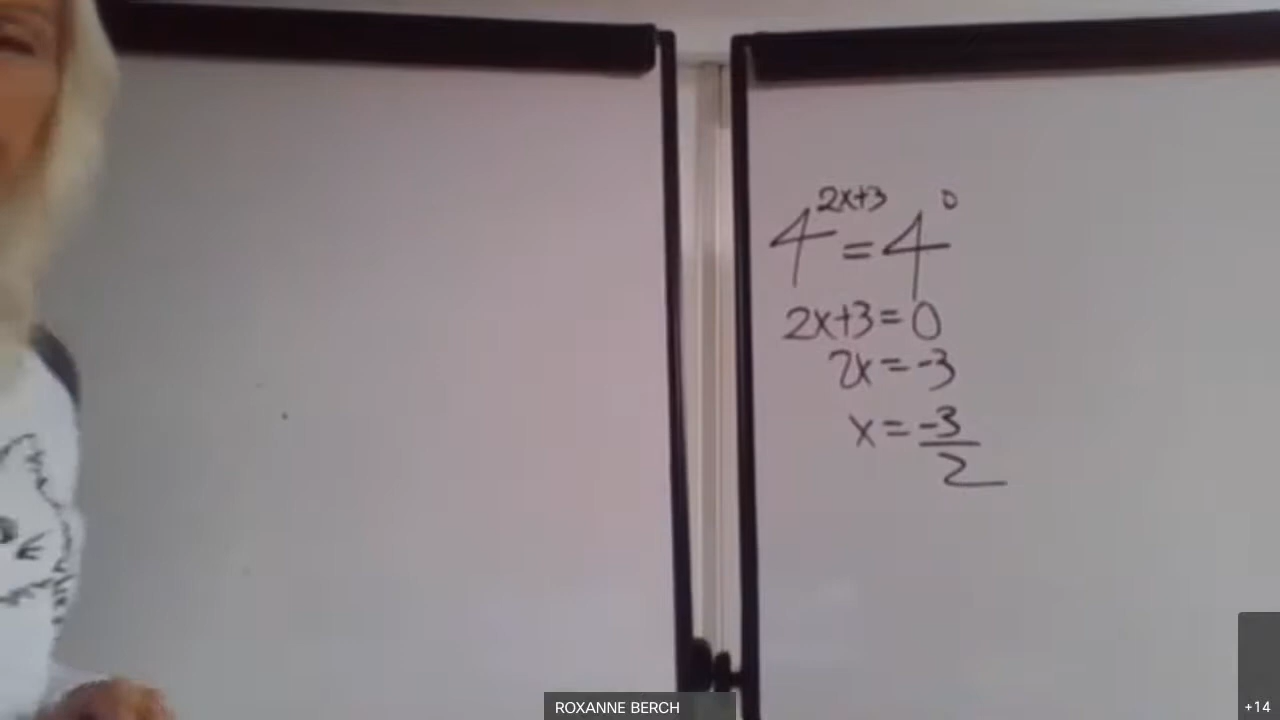 4^{2x+3} = 4^0
2x+3=0
2x=-3
x=-3/2
ROXANNE BERCH
+14